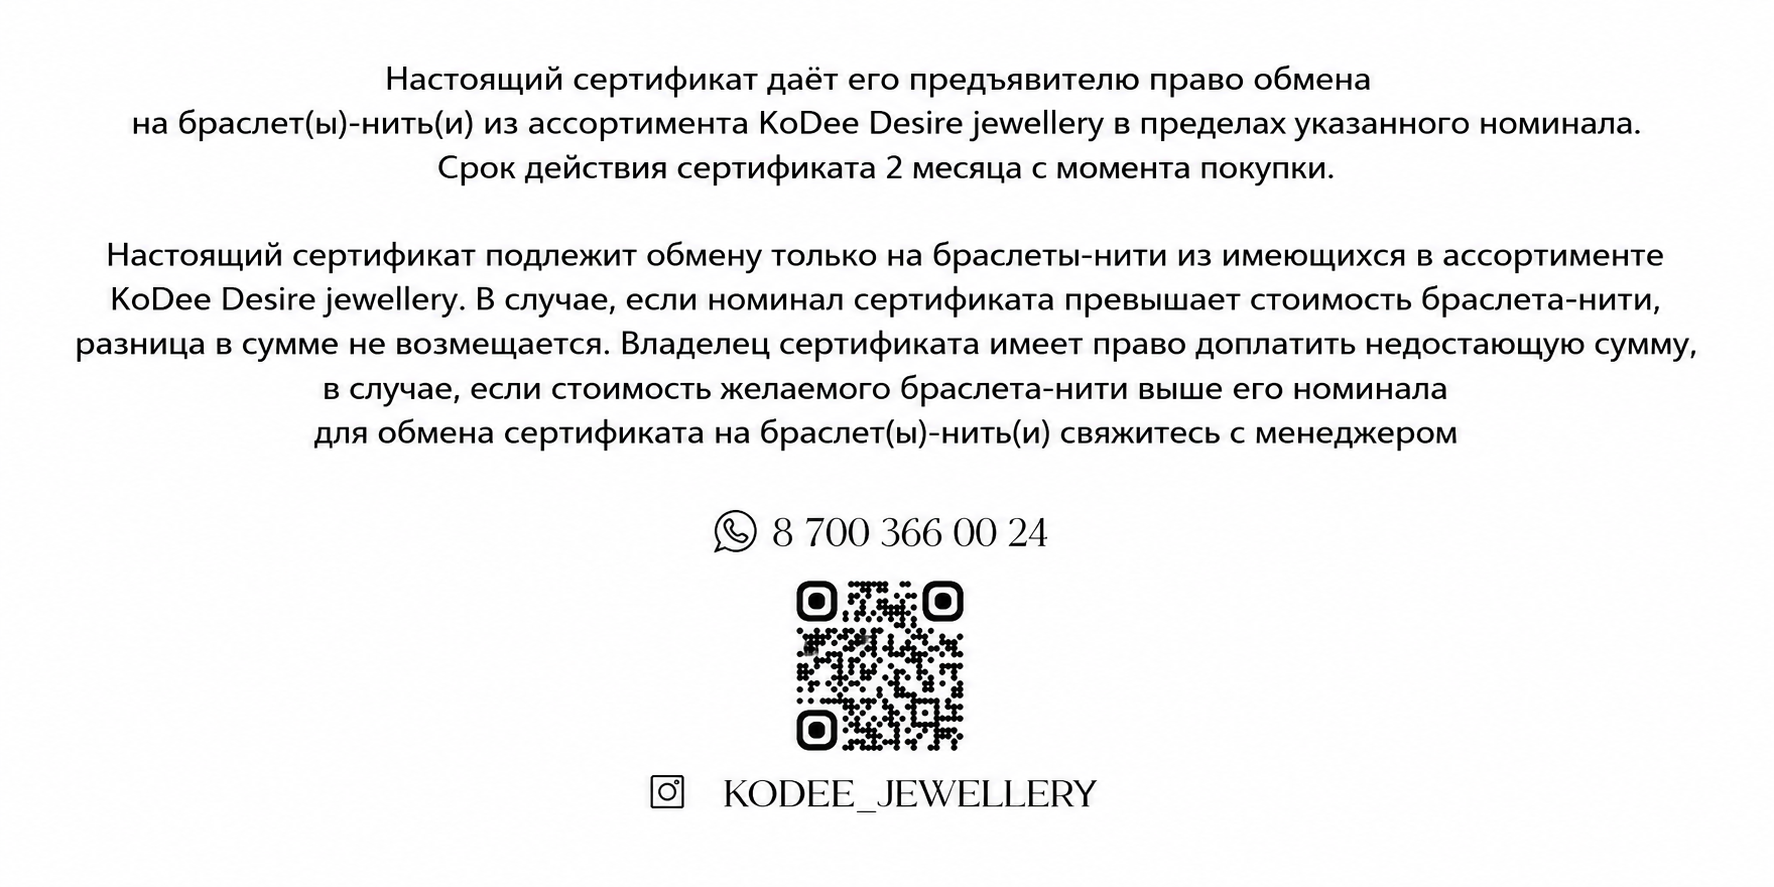 Настоящий сертификат даёт его предъявителю право обмена
на браслет(ы)-нить(и) из ассортимента KoDee Desire jewellery в пределах указанного номинала.
Срок действия сертификата 2 месяца с момента покупки.
Настоящий сертификат подлежит обмену только на браслеты-нити из имеющихся в ассортименте
KoDee Desire jewellery. В случае, если номинал сертификата превышает стоимость браслета-нити,
разница в сумме не возмещается. Владелец сертификата имеет право доплатить недостающую сумму,
в случае, если стоимость желаемого браслета-нити выше его номинала
для обмена сертификата на браслет(ы)-нить(и) свяжитесь с менеджером
8 700 366 00 24
KODEE_JEWELLERY